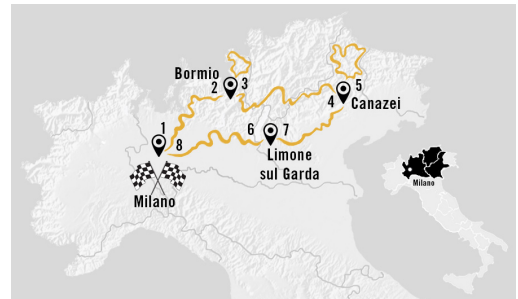 Bormio
2 3
5
4
Canazei
1
8
6 7
Limone
sul Garda
Milano
Milano